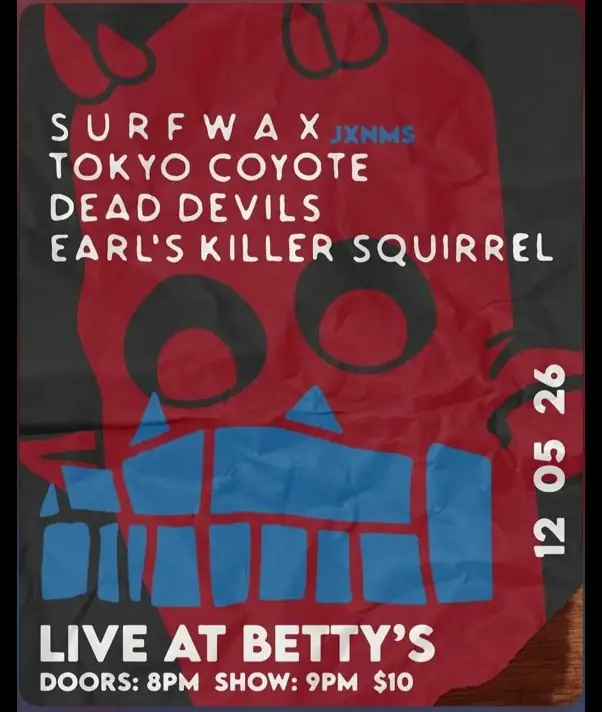 SURFWAX JXNMS
TOKYO COYOTE
DEAD DEVILS
EARL'S KILLER SQUIRREL
12 05 26
LIVE AT BETTY'S
DOORS: 8PM SHOW: 9PM $10